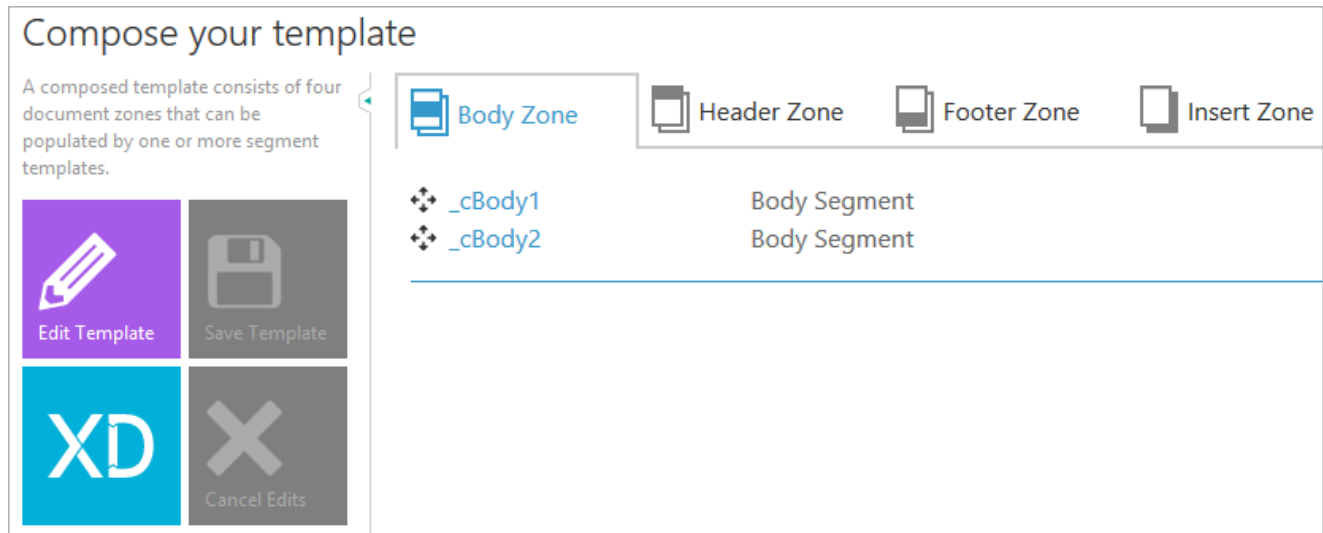 Compose your template
A composed template consists of four
document zones that can be
populated by one or more segment
templates.
Body Zone
Header Zone
Footer Zone
Insert Zone
_cBody1 Body Segment
_cBody2 Body Segment
Edit Template
Save Template
XD
Cancel Edits